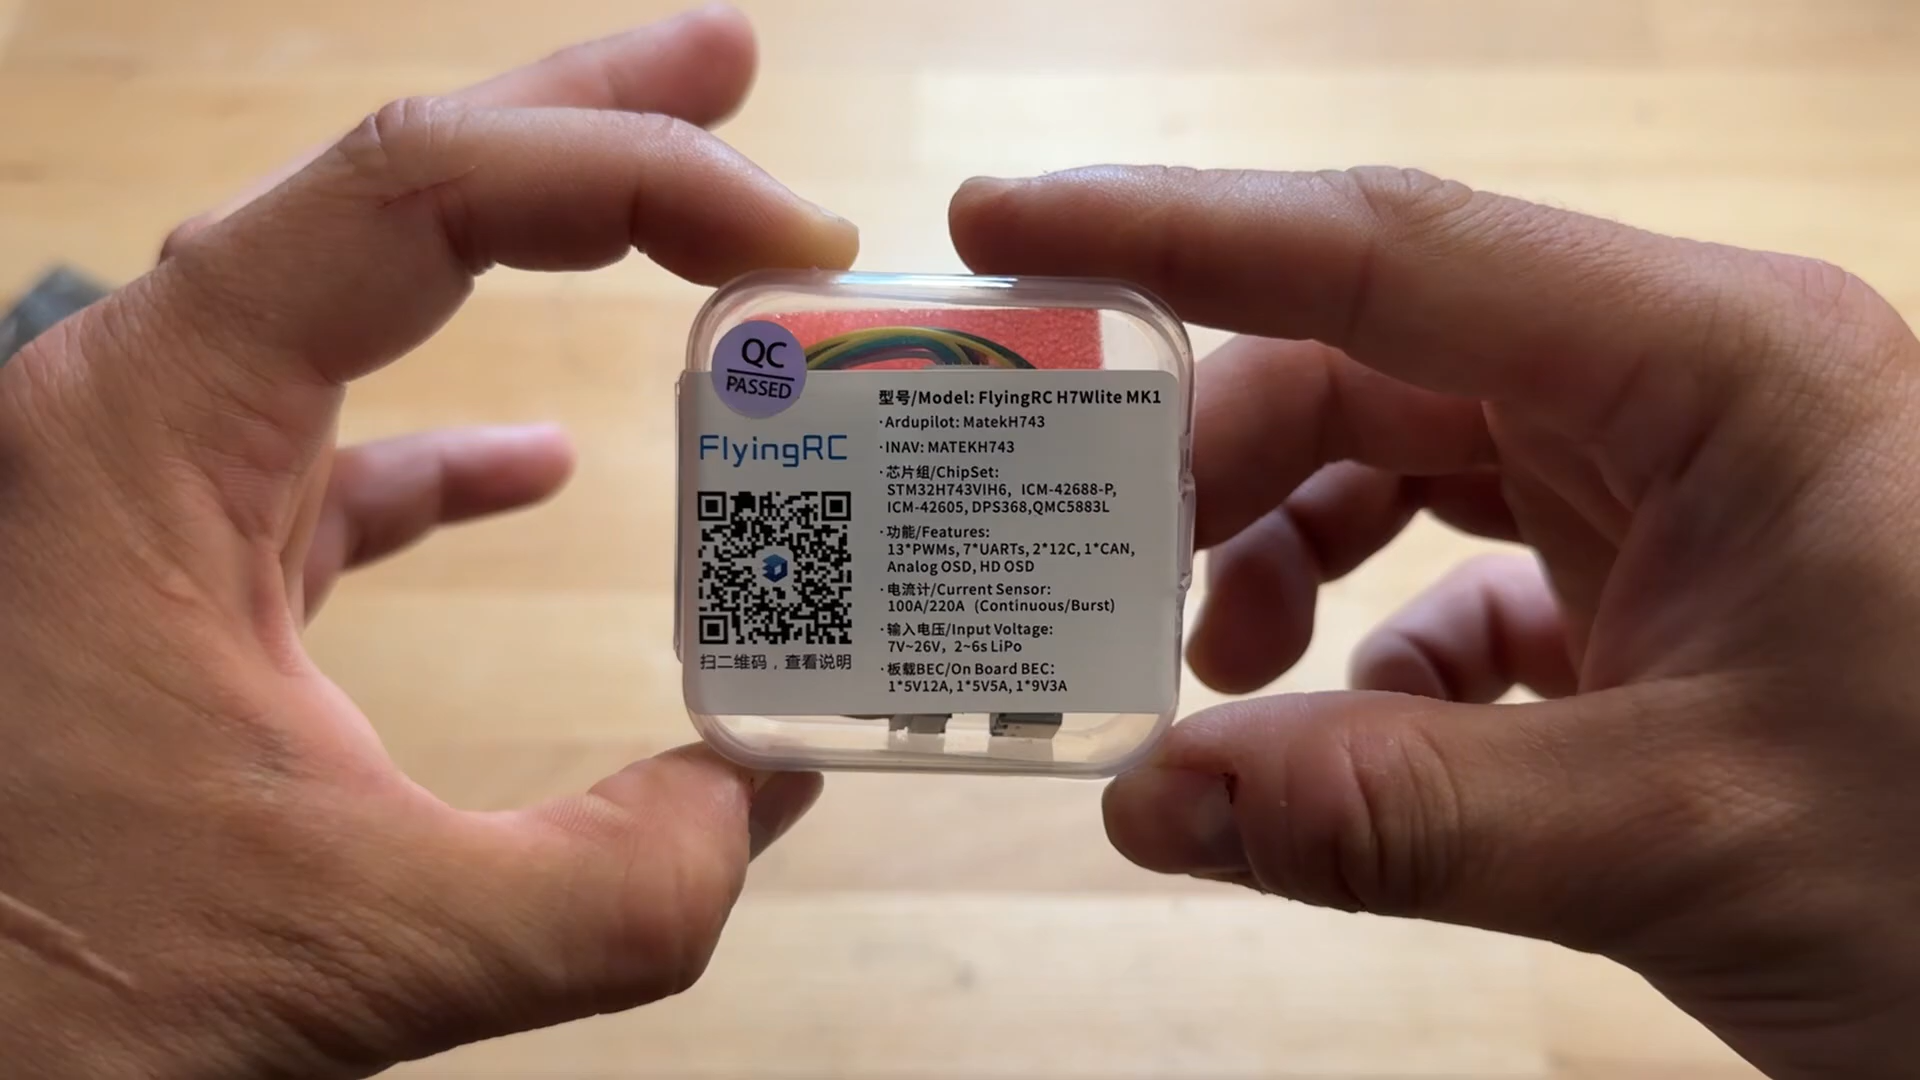 QC
PASSED
FlyingRC
扫二维码，查看说明
型号/Model: FlyingRC H7Wlite MK1
·Ardupilot: MatekH743
·INAV: MATEKH743
·芯片组/ChipSet:
STM32H743VIH6, ICM-42688-P,
ICM-42605, DPS368,QMC5883L
·功能/Features:
13*PWMs, 7*UARTs, 2*12C, 1*CAN,
Analog OSD, HD OSD
·电流计/Current Sensor:
100A/220A (Continuous/Burst)
·输入电压/Input Voltage:
7V~26V, 2~6s LiPo
·板载BEC/On Board BEC:
1*5V12A, 1*5V5A, 1*9V3A